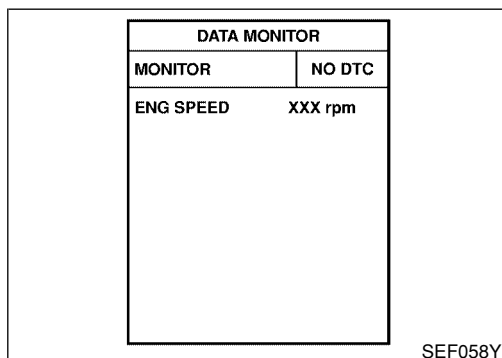 DATA MONITOR
MONITOR NO DTC
ENG SPEED XXX rpm
SEF058Y